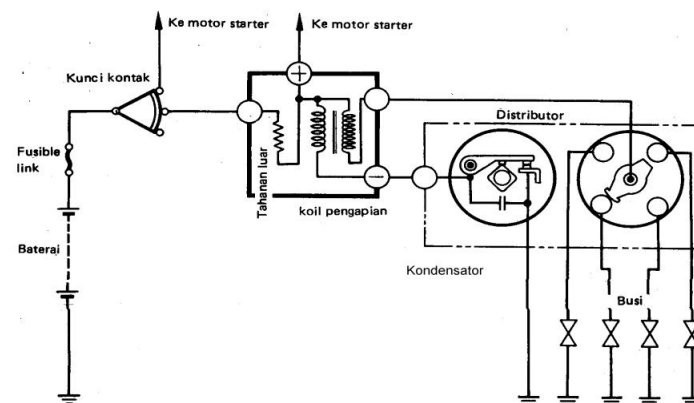 Ke motor starter
Ke motor starter
Kunci kontak
Distributor
Fusible
link
Tahanan luar
koil pengapian
Baterai
Kondensator
Busi